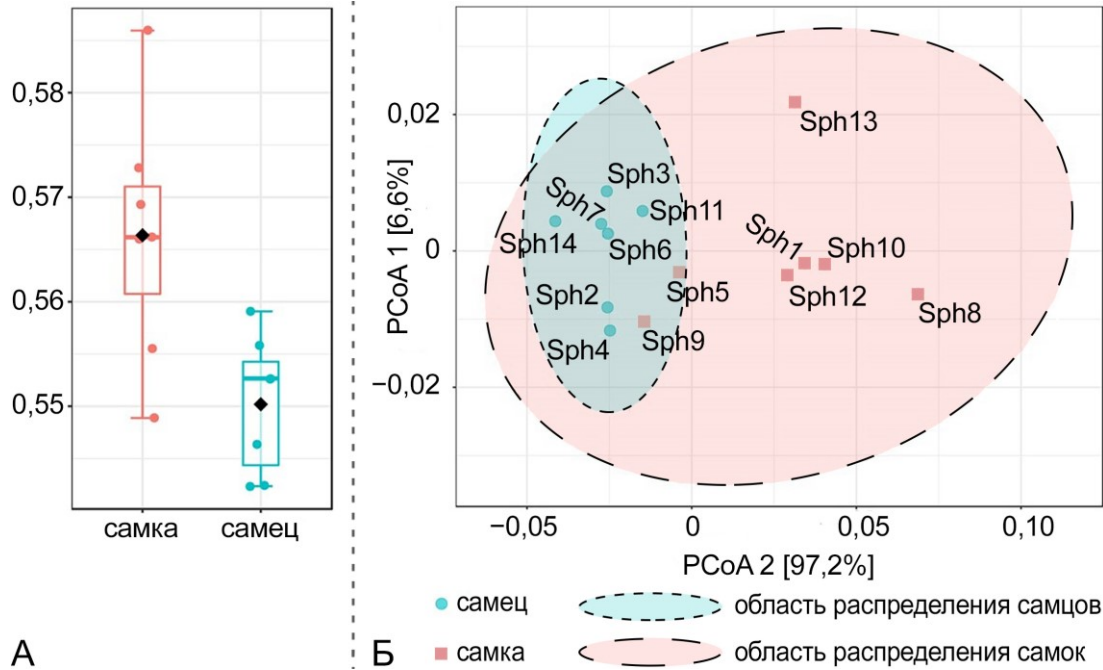 0,58
0,57
0,56
0,55
самка самец
А
PCoA 1 [6,6%]
0,02
0
−0,02
Sph13
Sph3
Sph7
Sph11
Sph14
Sph6
Sph1
Sph10
Sph2
Sph5
Sph12
Sph8
Sph4
Sph9
−0,05 0 0,05 0,10
PCoA 2 [97,2%]
самец область распределения самцов
Б самка область распределения самок